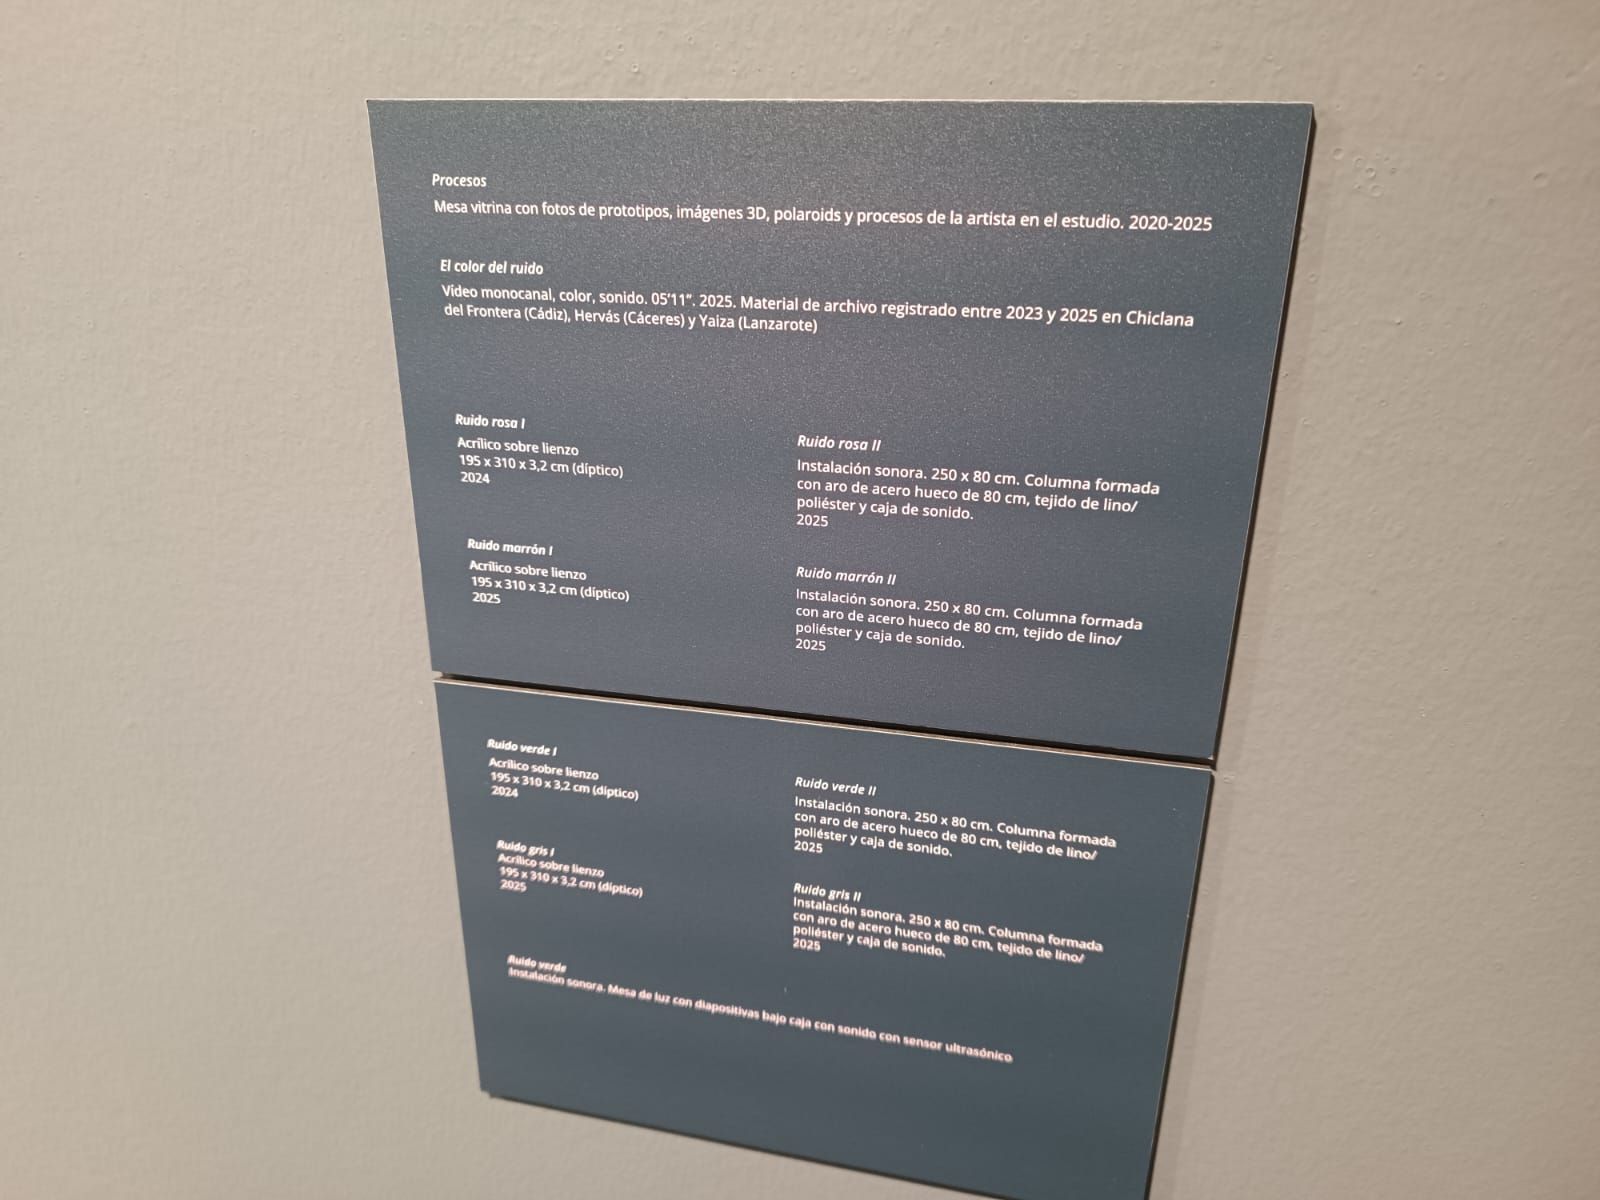 Procesos
Mesa vitrina con fotos de prototipos, imágenes 3D, polaroids y procesos de la artista en el estudio. 2020-2025
El color del ruido
Video monocanal, color, sonido. 05'11". 2025. Material de archivo registrado entre 2023 y 2025 en Chiclana
del Frontera (Cádiz), Hervás (Cáceres) y Yaiza (Lanzarote)
Ruido rosa I
Acrílico sobre lienzo
195 x 310 x 3,2 cm (díptico)
2024
Ruido rosa II
Instalación sonora. 250 x 80 cm. Columna formada
con aro de acero hueco de 80 cm, tejido de lino/
poliéster y caja de sonido.
2025
Ruido marrón I
Acrílico sobre lienzo
195 x 310 x 3,2 cm (díptico)
2025
Ruido marrón II
Instalación sonora. 250 x 80 cm. Columna formada
con aro de acero hueco de 80 cm, tejido de lino/
poliéster y caja de sonido.
2025
Ruido verde I
Acrílico sobre lienzo
195 x 310 x 3,2 cm (díptico)
2024
Ruido verde II
Instalación sonora. 250 x 80 cm. Columna formada
con aro de acero hueco de 80 cm, tejido de lino/
poliéster y caja de sonido.
2025
Ruido gris I
Acrílico sobre lienzo
195 x 310 x 3,2 cm (díptico)
2025
Ruido gris II
Instalación sonora. 250 x 80 cm. Columna formada
con aro de acero hueco de 80 cm, tejido de lino/
poliéster y caja de sonido.
2025
Ruido verde
Instalación sonora. Mesa de luz con diapositivas bajo caja con sonido con sensor ultrasónico